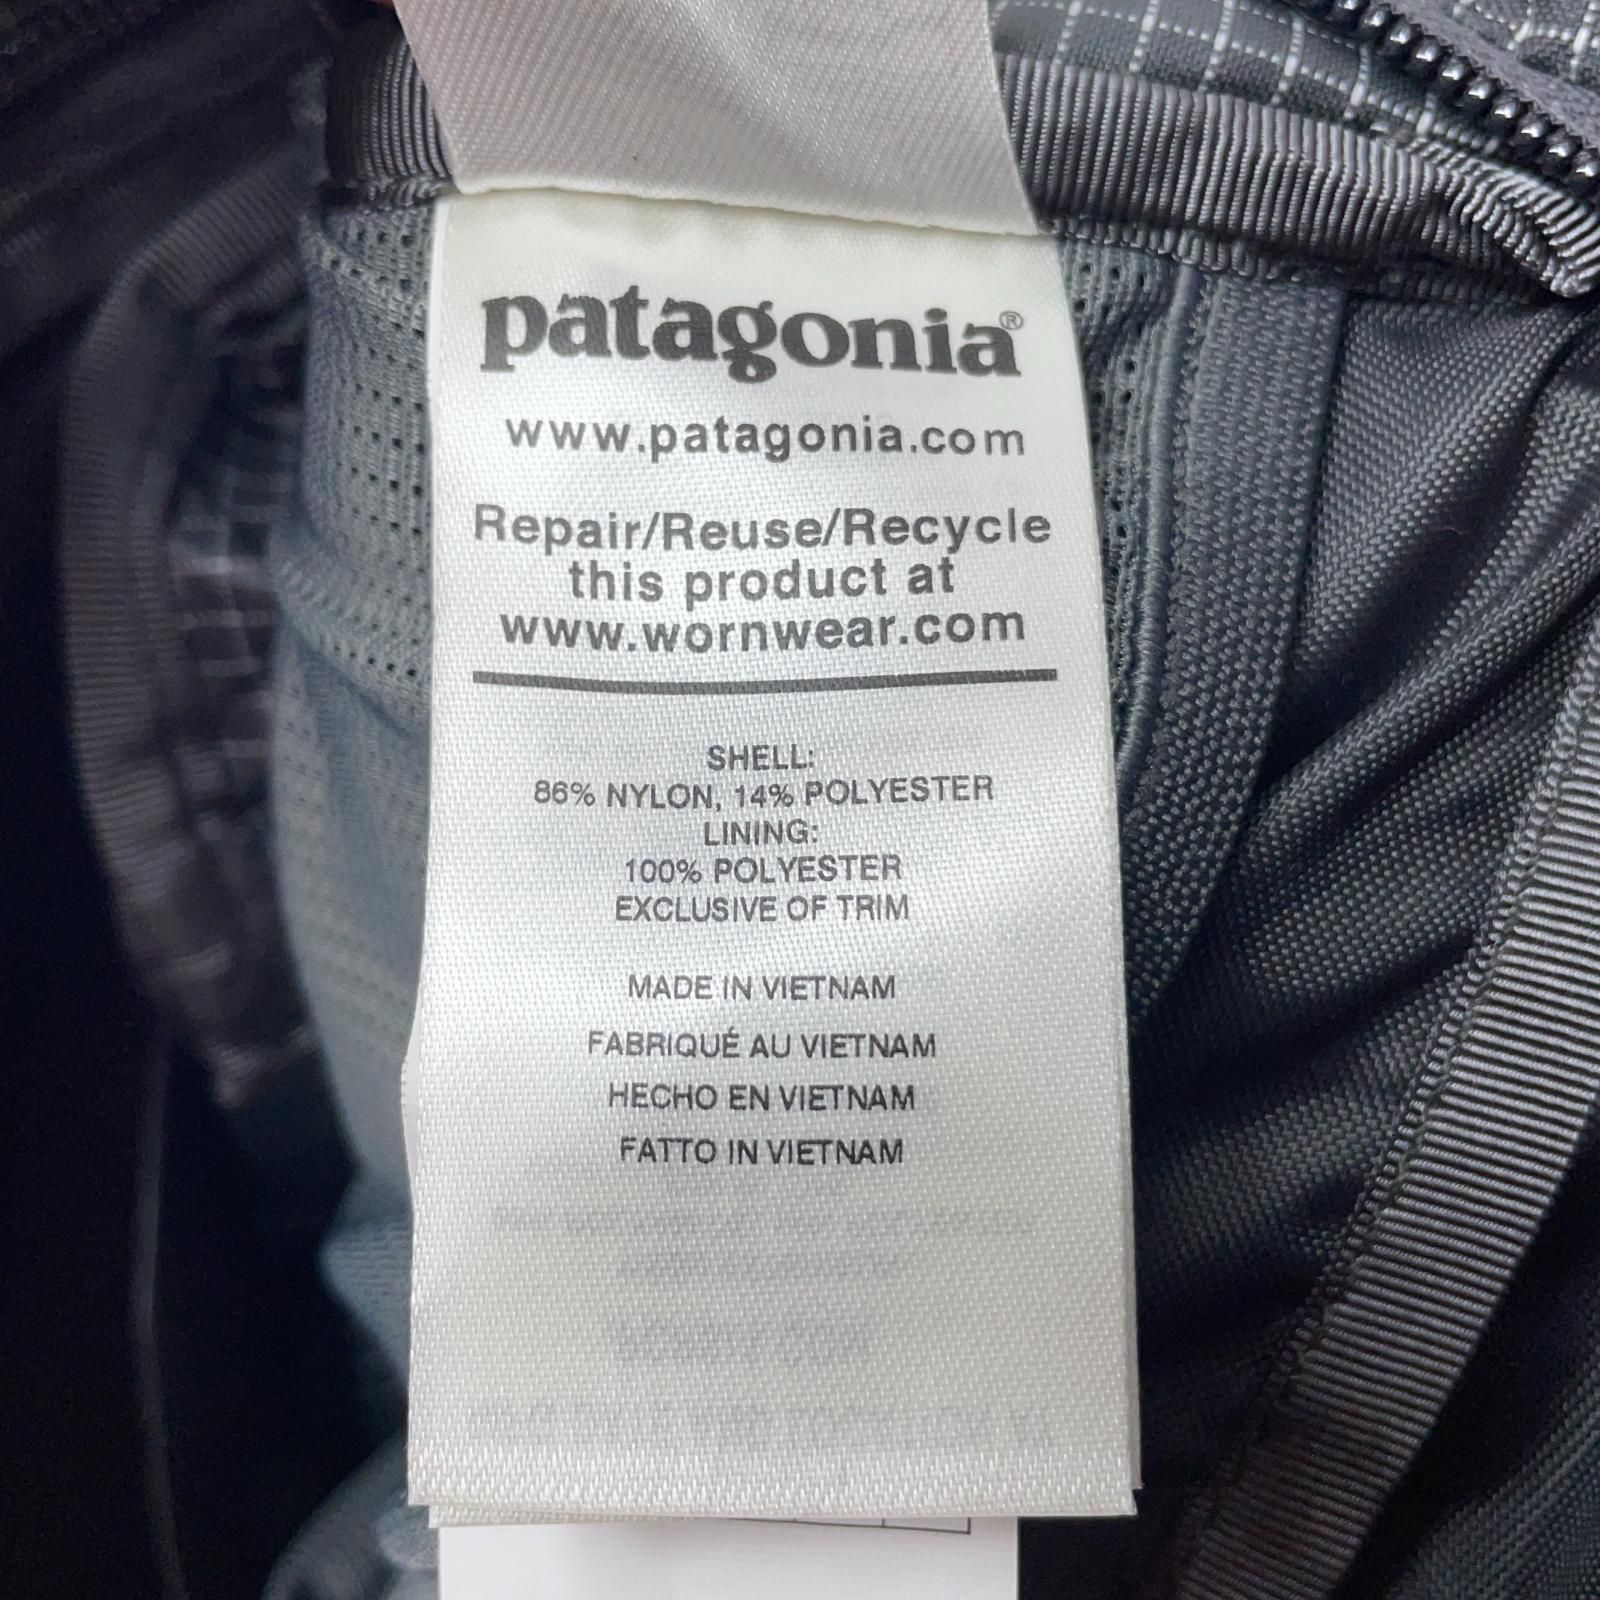 patagonia®
www.patagonia.com
Repair/Reuse/Recycle
this product at
www.wornwear.com
SHELL:
86% NYLON, 14% POLYESTER
LINING:
100% POLYESTER
EXCLUSIVE OF TRIM
MADE IN VIETNAM
FABRIQUÉ AU VIETNAM
HECHO EN VIETNAM
FATTO IN VIETNAM